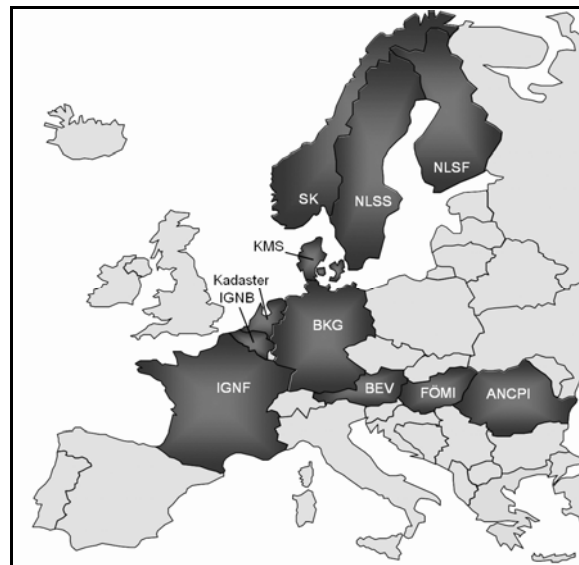 NLSF
SK
NLSS
KMS
Kadaster
IGNB
BKG
IGNF
BEV
FÖMI
ANCPI